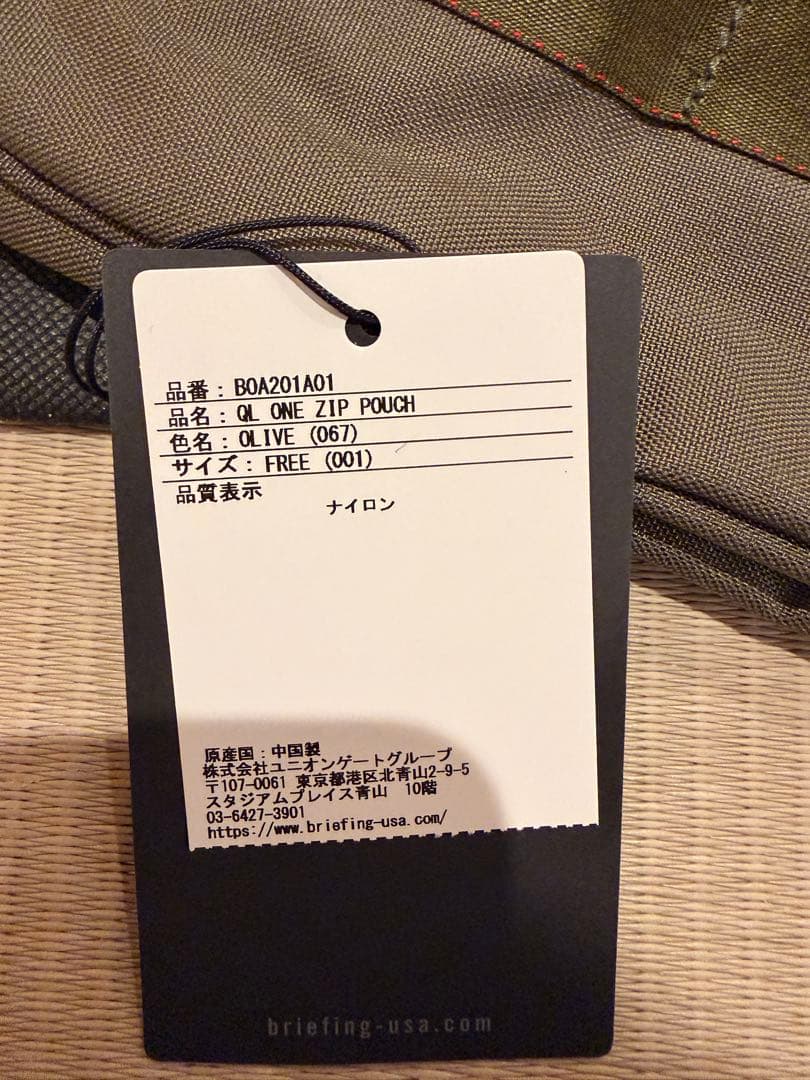 品番：BOA201A01
品名：QL ONE ZIP POUCH
色名：OLIVE (067)
サイズ：FREE (001)
品質表示
ナイロン
原産国：中国製
株式会社ユニオンゲートグループ
〒107-0061 東京都港区北青山2-9-5
スタジアムプレイス青山 10階
03-6427-3901
https://www.briefing-usa.com/
briefing-usa.com